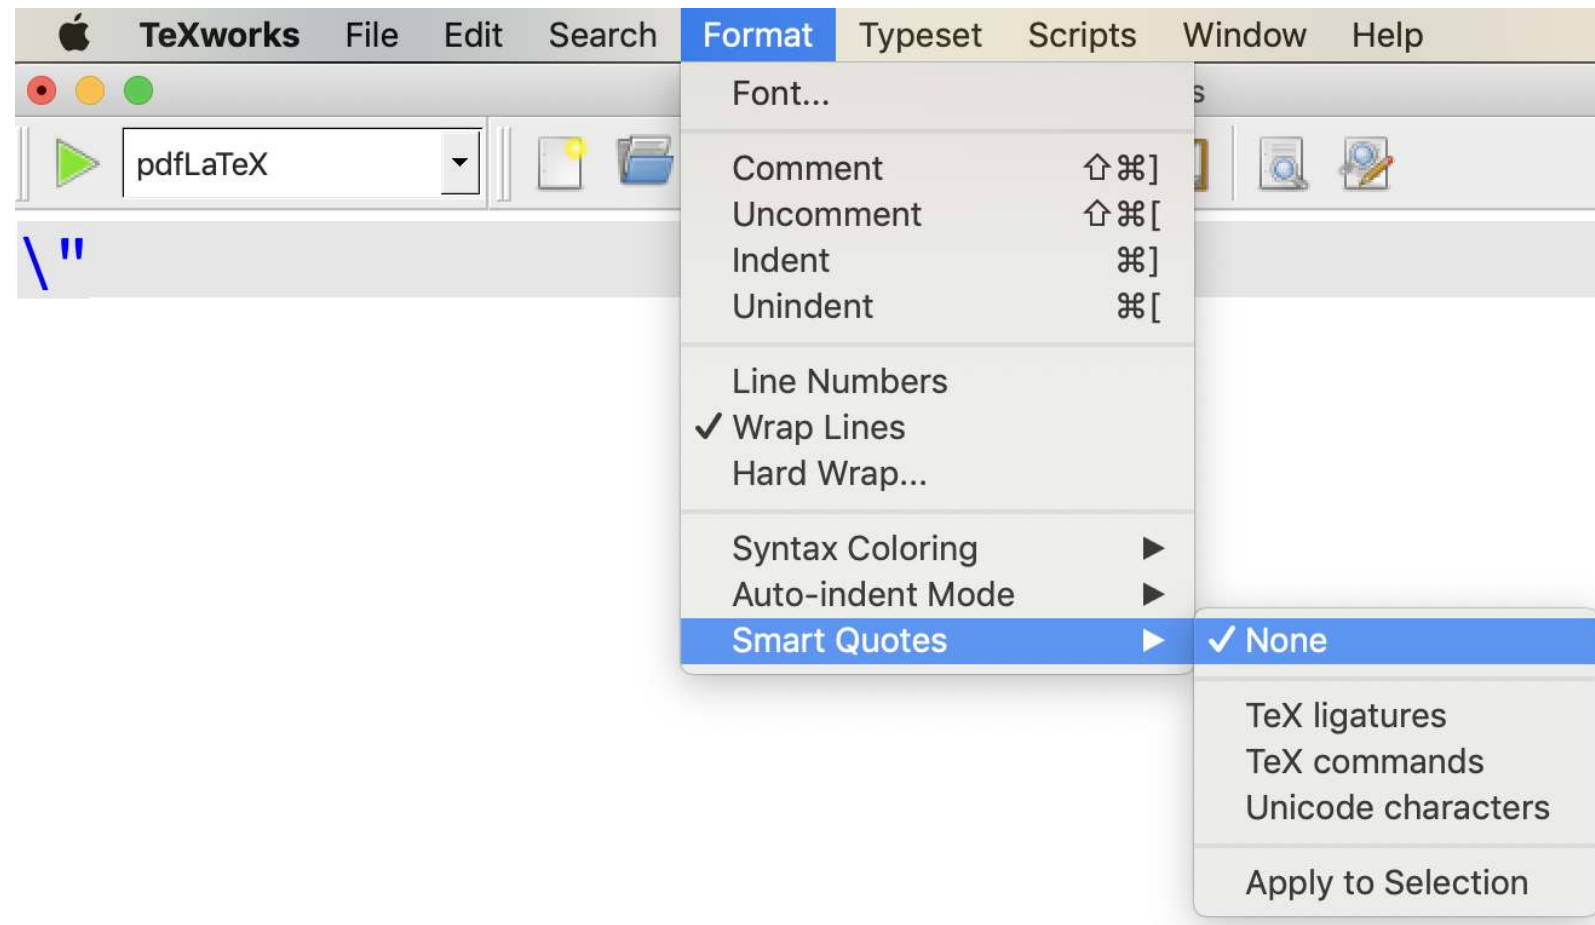 TeXworks File Edit Search Format Typeset Scripts Window Help
s
pdfLaTeX
\"
Font...
Comment ⇧⌘]
Uncomment ⇧⌘[
Indent ⌘]
Unindent ⌘[
Line Numbers
✓ Wrap Lines
Hard Wrap...
Syntax Coloring ▶
Auto-indent Mode ▶
Smart Quotes ▶
✓ None
TeX ligatures
TeX commands
Unicode characters
Apply to Selection